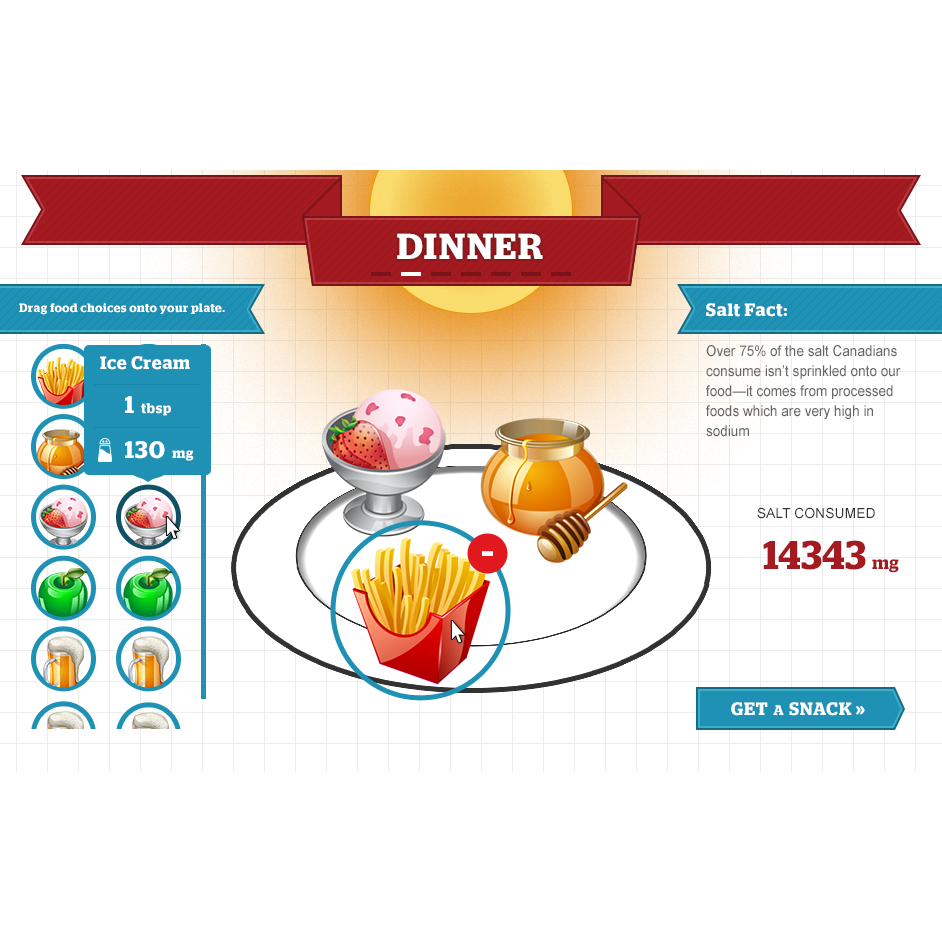 DINNER
Drag food choices onto your plate.
Ice Cream
1 tbsp
130 mg
Salt Fact:
Over 75% of the salt Canadians
consume isn't sprinkled onto our
food—it comes from processed
foods which are very high in
sodium
SALT CONSUMED
14343 mg
GET A SNACK »